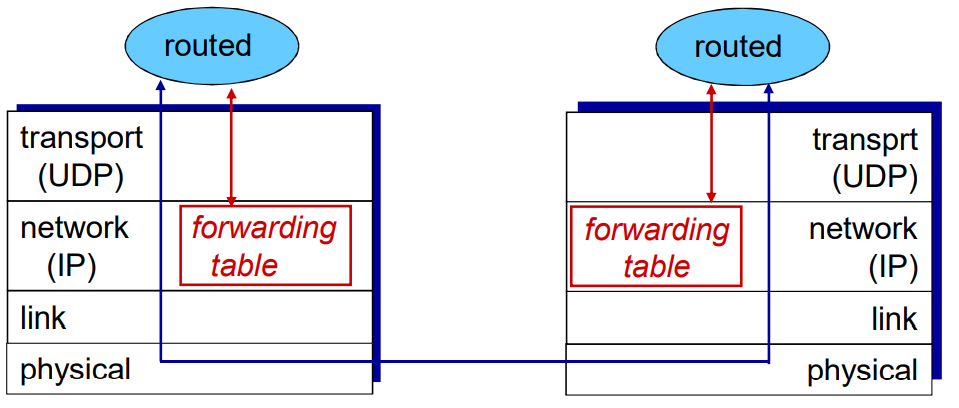 routed
routed
transport
(UDP)
transprt
(UDP)
network
(IP)
forwarding
table
forwarding
table
network
(IP)
link
link
physical
physical